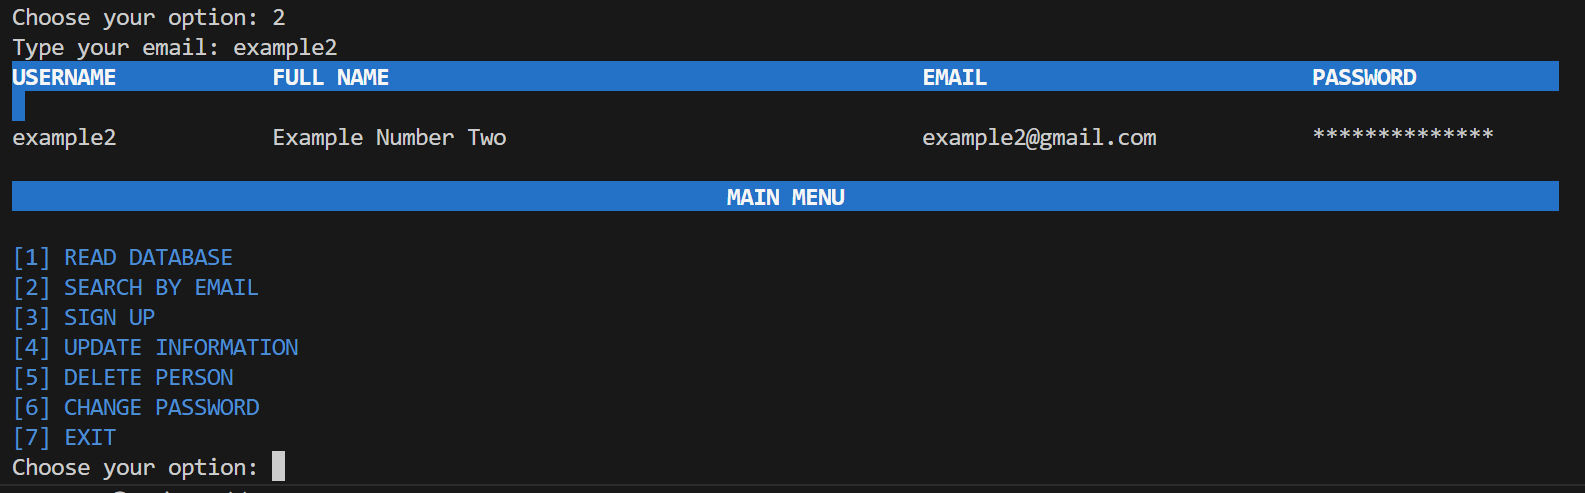 Choose your option: 2
Type your email: example2
USERNAME FULL NAME EMAIL PASSWORD
example2 Example Number Two example2@gmail.com **************
MAIN MENU
[1] READ DATABASE
[2] SEARCH BY EMAIL
[3] SIGN UP
[4] UPDATE INFORMATION
[5] DELETE PERSON
[6] CHANGE PASSWORD
[7] EXIT
Choose your option: